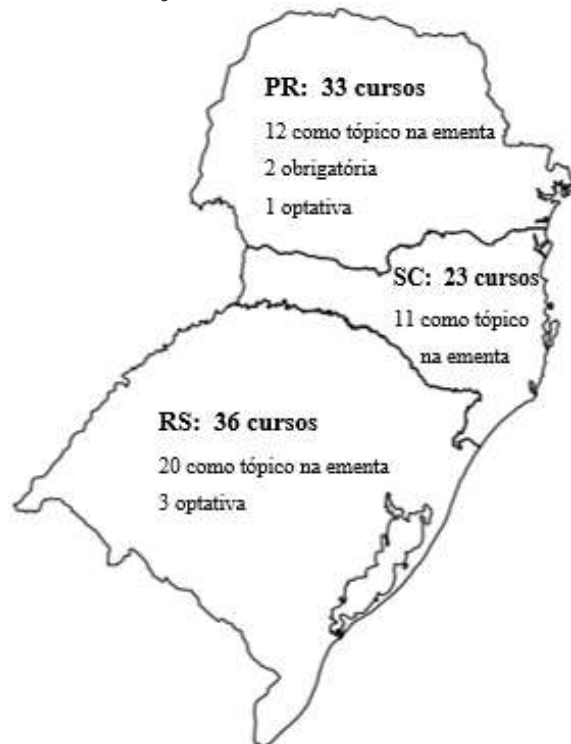 PR: 33 cursos
12 como tópico na ementa
2 obrigatória
1 optativa
SC: 23 cursos
11 como tópico
na ementa
RS: 36 cursos
20 como tópico na ementa
3 optativa